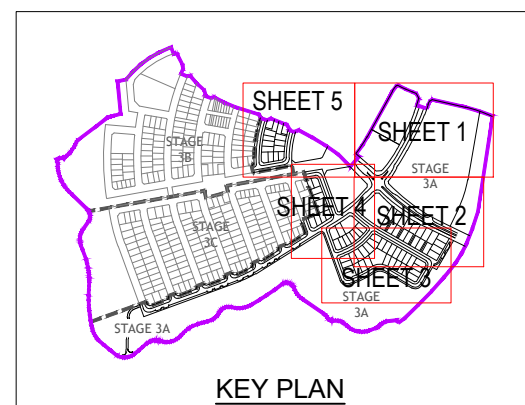 SHEET 5
SHEET 1
STAGE
3B
STAGE
3A
SHEET 4
SHEET 2
STAGE
3C
SHEET 3
STAGE
3A
STAGE 3A
KEY PLAN